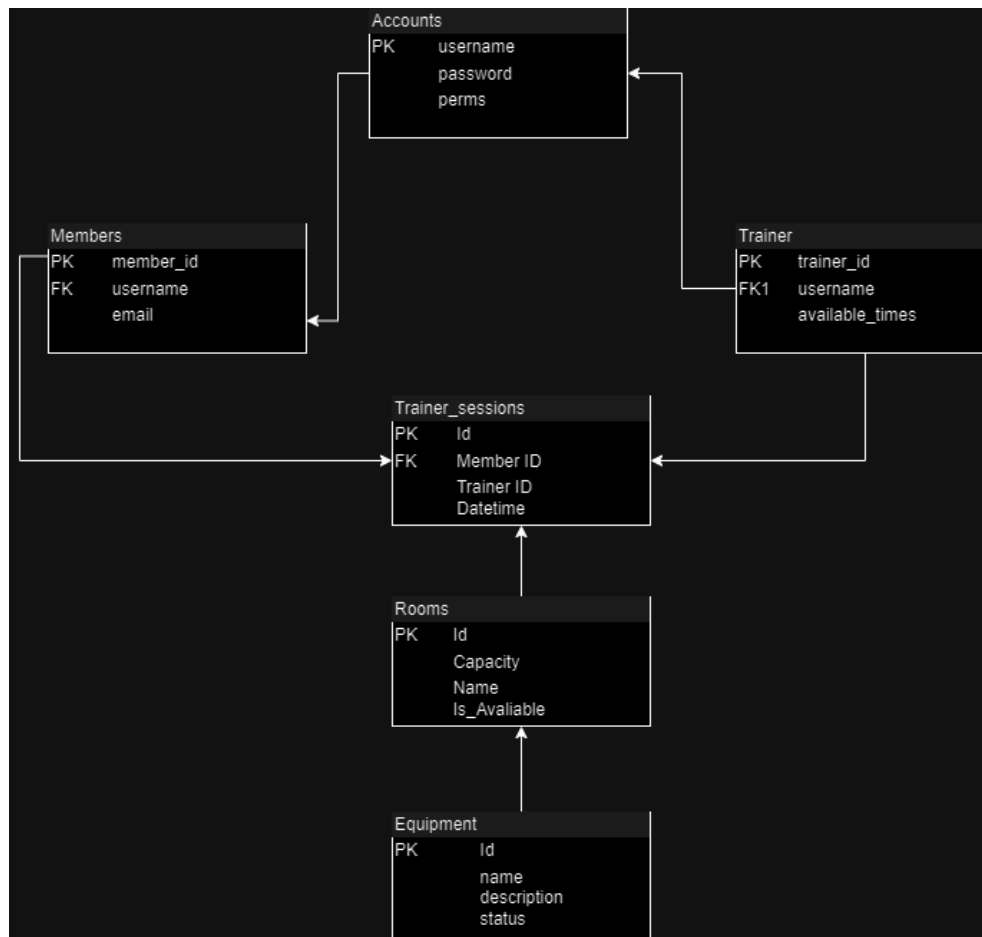 Accounts
PK username
password
perms
Members
PK member_id
FK username
email
Trainer
PK trainer_id
FK1 username
available_times
Trainer_sessions
PK Id
FK Member ID
Trainer ID
Datetime
Rooms
PK Id
Capacity
Name
Is_Avaliable
Equipment
PK Id
name
description
status